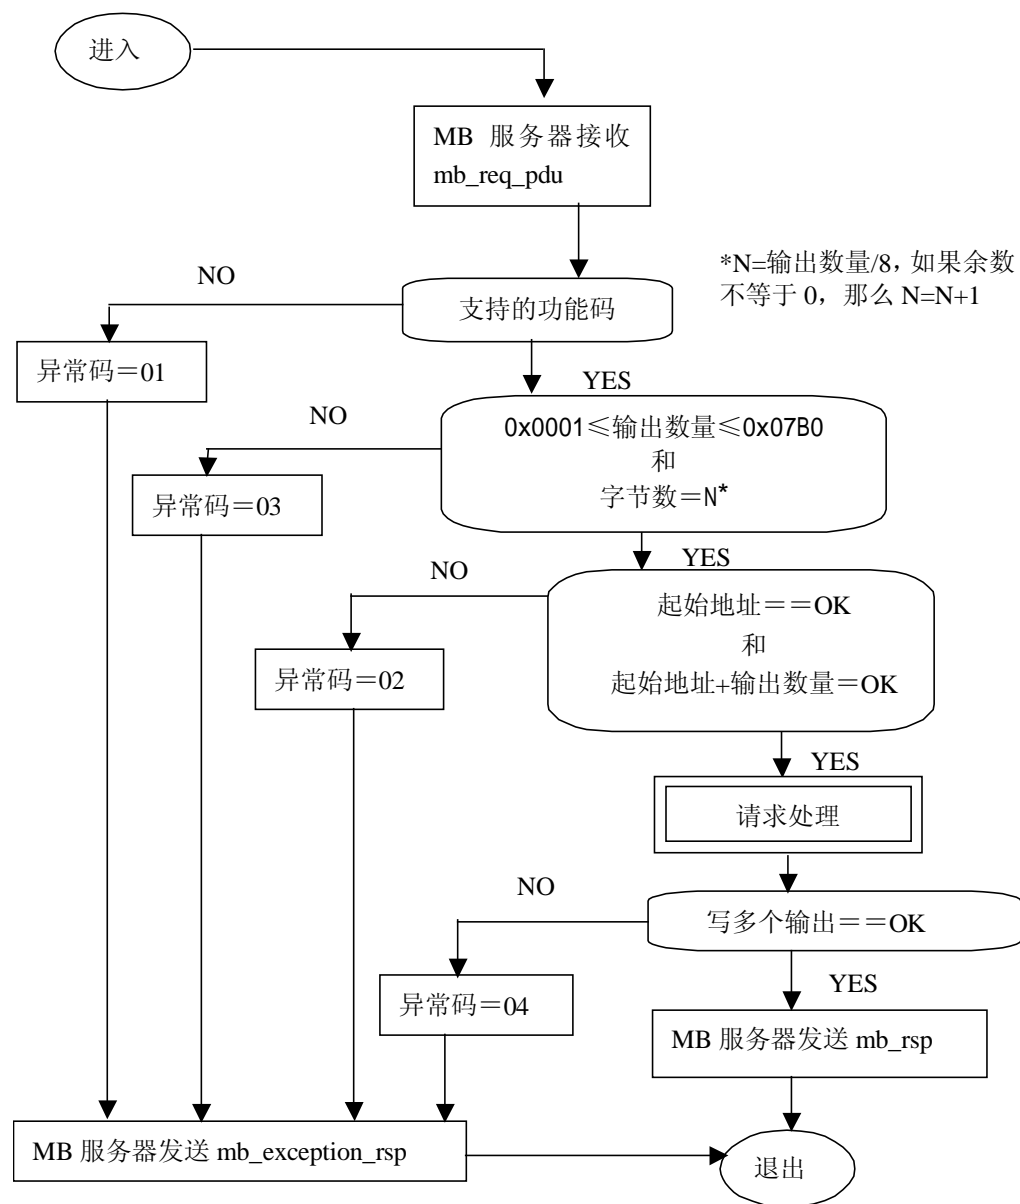 进入
MB 服务器接收
mb_req_pdu
*N=输出数量/8，如果余数
不等于 0，那么 N=N+1
NO
支持的功能码
异常码＝01
YES
NO
0x0001≤输出数量≤0x07B0
和
字节数＝N*
异常码＝03
YES
NO
起始地址＝＝OK
和
起始地址+输出数量＝OK
异常码＝02
YES
请求处理
NO
写多个输出＝＝OK
YES
异常码＝04
MB 服务器发送 mb_rsp
MB 服务器发送 mb_exception_rsp
退出